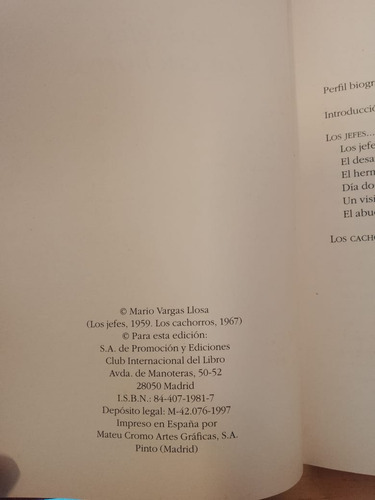 © Mario Vargas Llosa
(Los jefes, 1959. Los cachorros, 1967)
© Para esta edición:
S.A. de Promoción y Ediciones
Club Internacional del Libro
Avda. de Manoteras, 50-52
28050 Madrid
I.S.B.N.: 84-407-1981-7
Depósito legal: M-42.076-1997
Impreso en España por
Mateu Cromo Artes Gráficas, S.A.
Pinto (Madrid)
Perfil biogr
Introducció
LOS JEFES...
Los jefe
El desa
El herm
Día do
Un visi
El abue
LOS CACHO